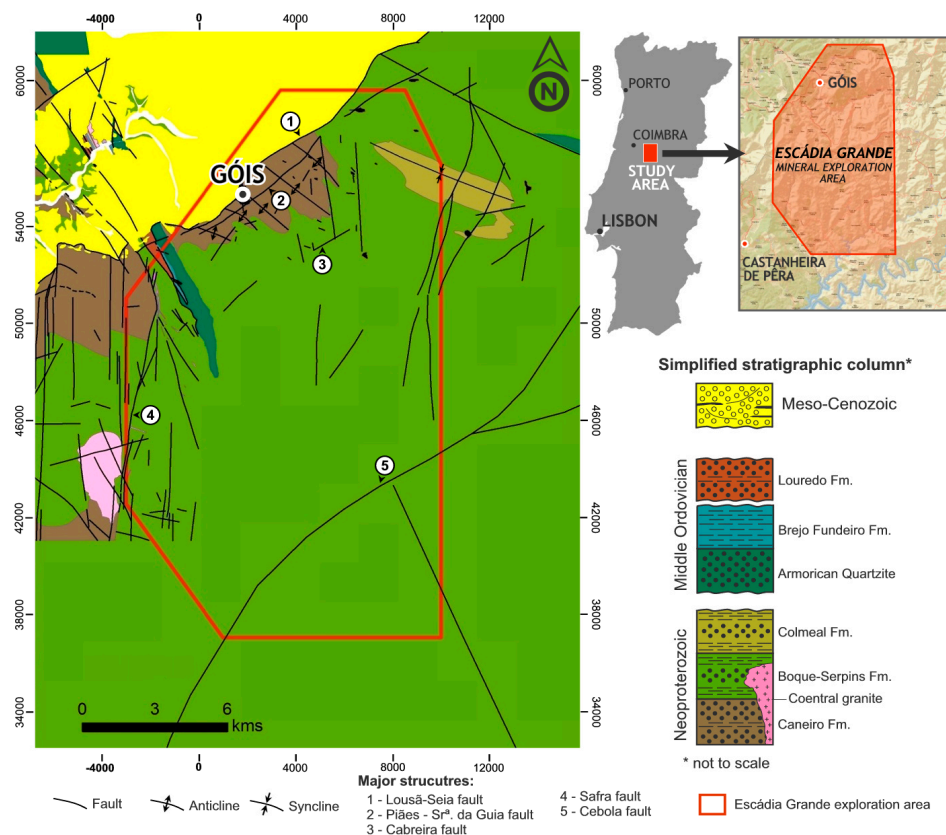 -4000 0 4000 8000 12000
60000
54000
50000
46000
42000
38000
34000
6000
54000
50000
46000
42000
38000
34000
-4000 0 4000 8000 12000
N
GÓIS
1
2
3
4
5
0 3 6
kms
PORTO
COIMBRA
STUDY
AREA
LISBON
GÓIS
ESCÁDIA GRANDE
MINERAL EXPLORATION
AREA
CASTANHEIRA
DE PÊRA
Simplified stratigraphic column*
Meso-Cenozoic
Middle Ordovician
Louredo Fm.
Brejo Fundeiro Fm.
Armorican Quartzite
Neoproterozoic
Colmeal Fm.
Boque-Serpins Fm.
Coentral granite
Caneiro Fm.
* not to scale
Fault
Anticline
Syncline
Major strucutres:
1 - Lousã-Seia fault
2 - Piães - Srª. da Guia fault
3 - Cabreira fault
4 - Safra fault
5 - Cebola fault
Escádia Grande exploration area